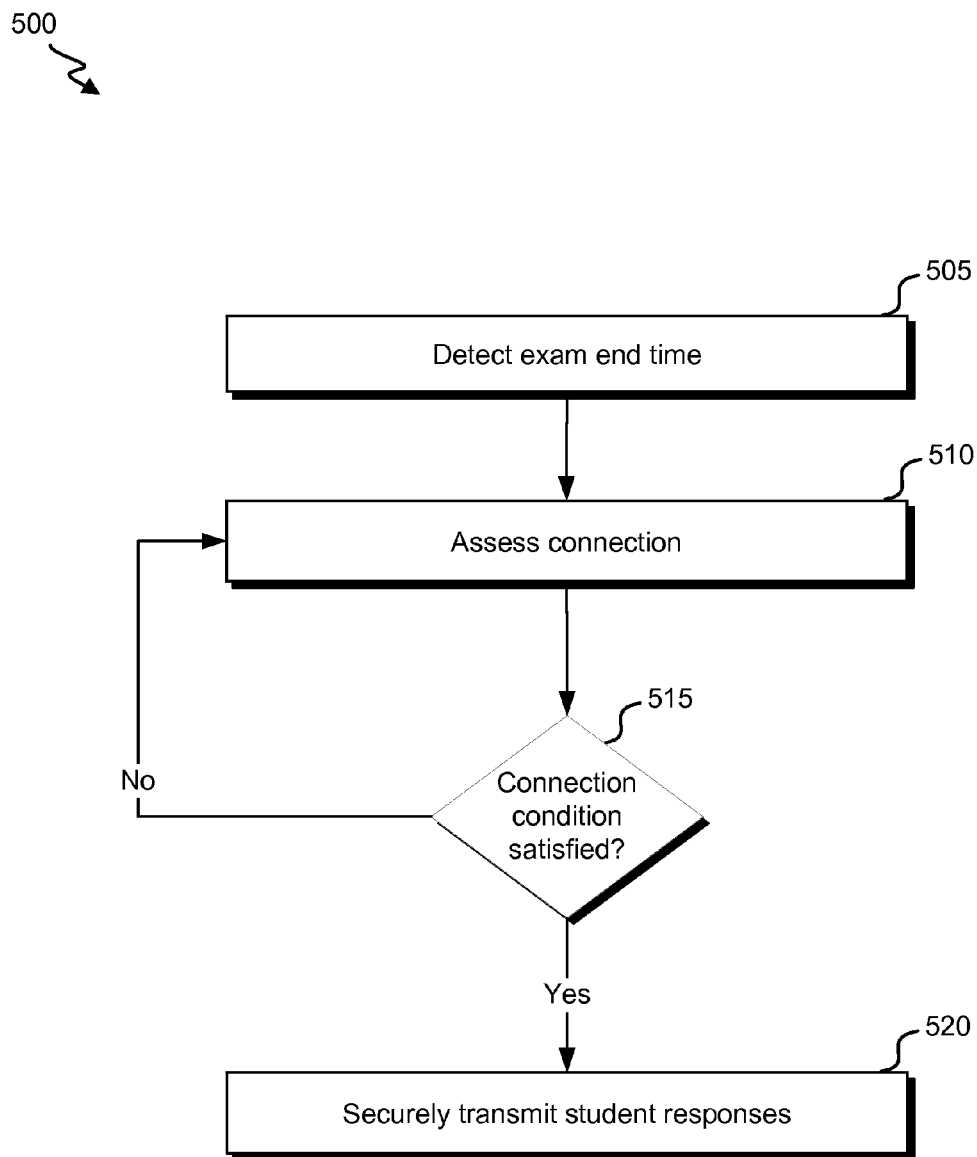 500
505
Detect exam end time
510
Assess connection
515
Connection
condition
satisfied?
No
Yes
520
Securely transmit student responses